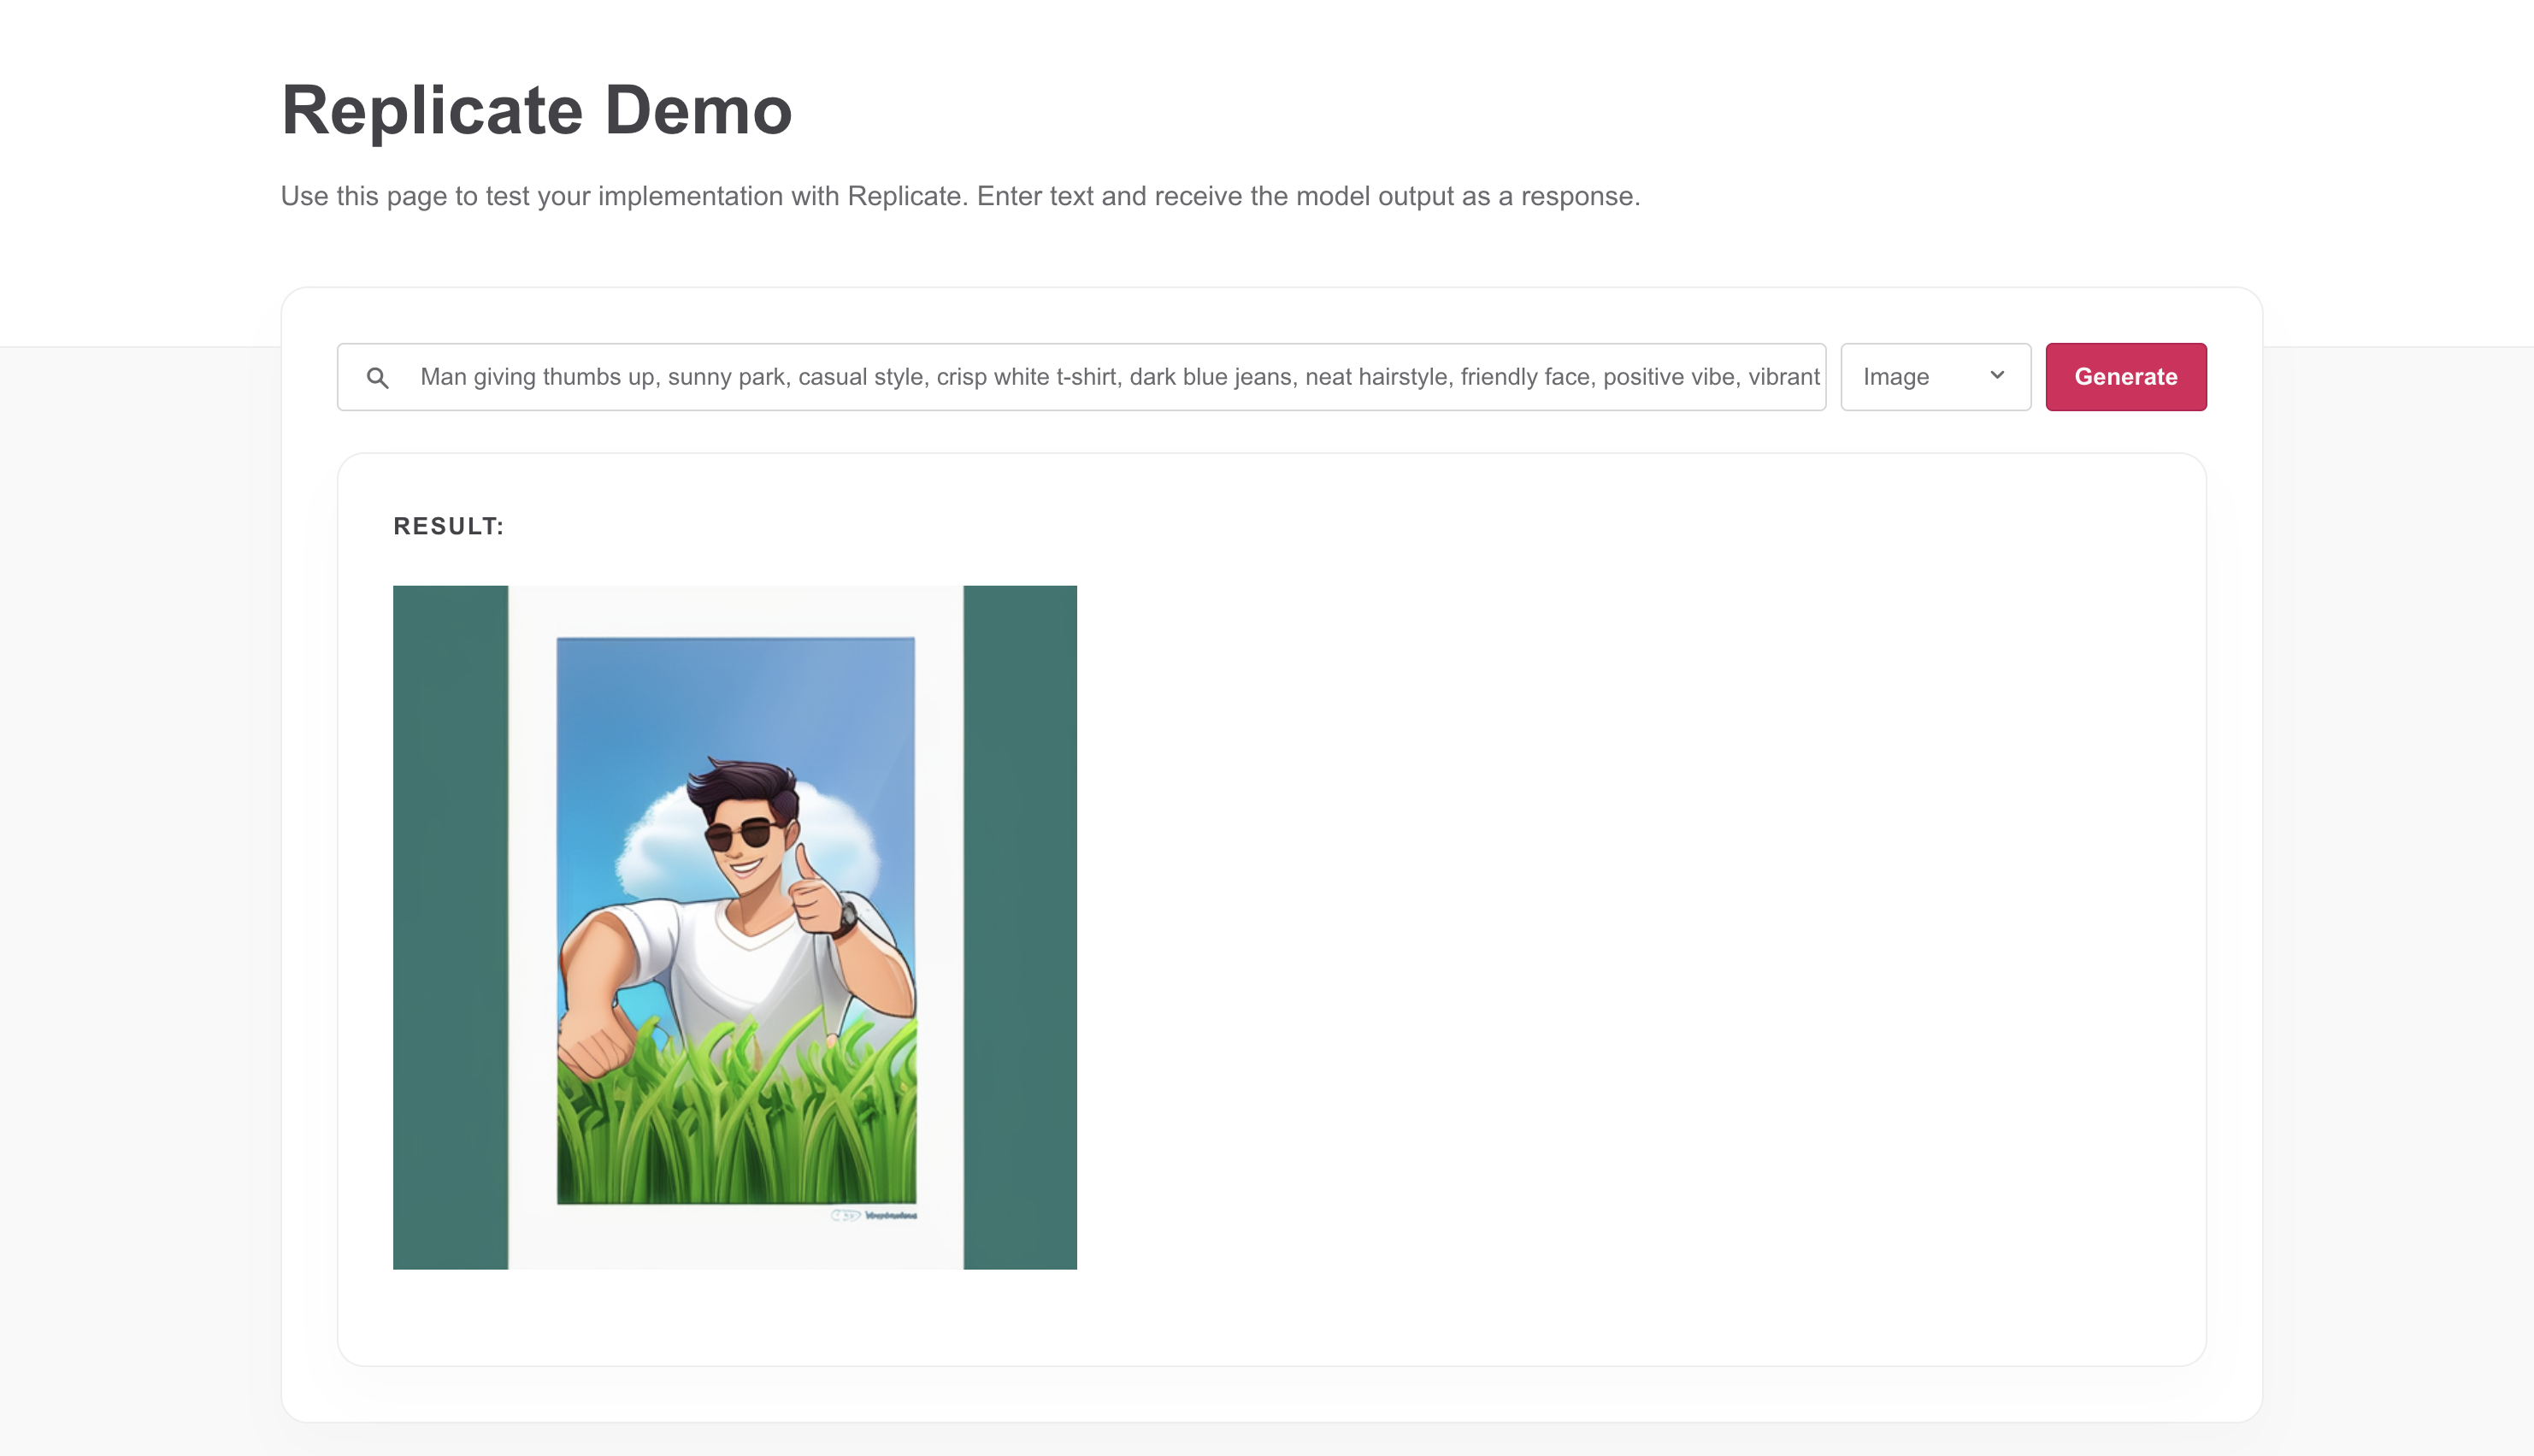 Replicate Demo
Use this page to test your implementation with Replicate. Enter text and receive the model output as a response.
Man giving thumbs up, sunny park, casual style, crisp white t-shirt, dark blue jeans, neat hairstyle, friendly face, positive vibe, vibrant
Image
Generate
RESULT: